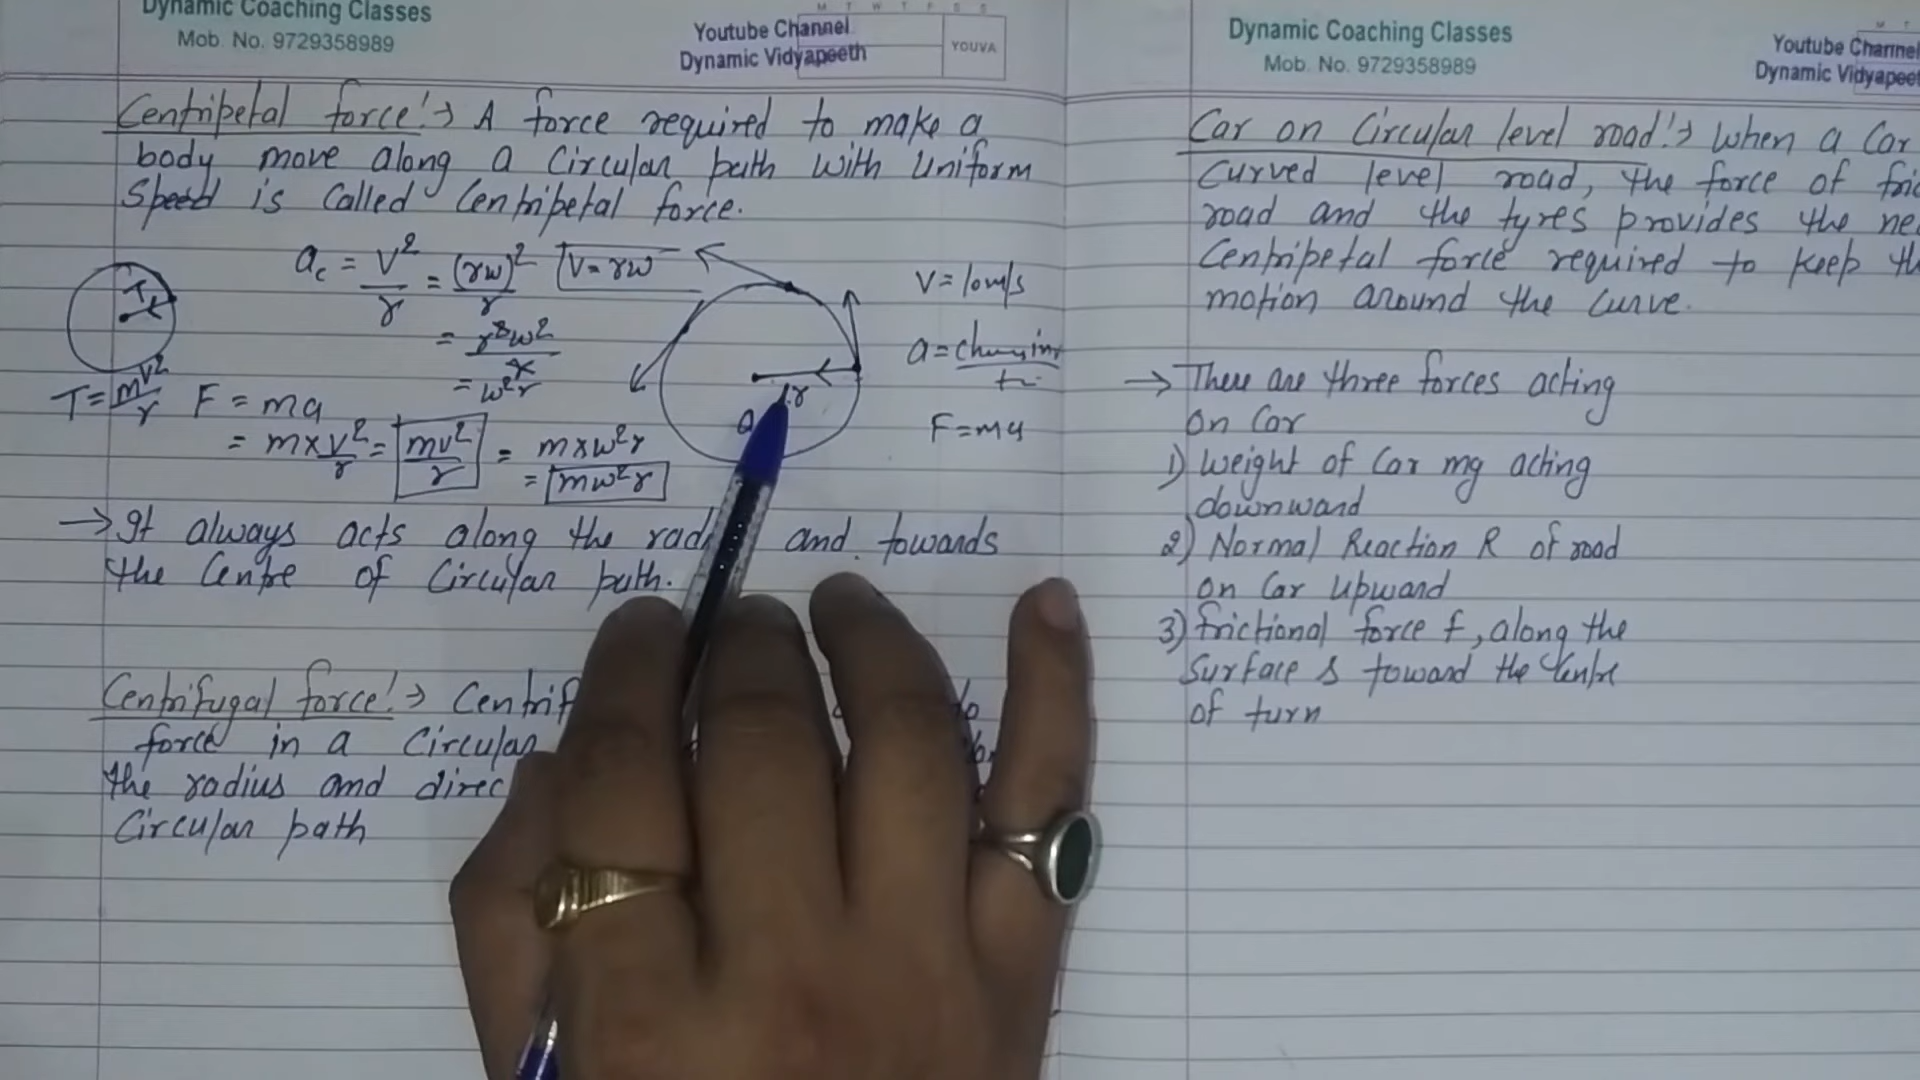 Dynamic Coaching Classes
Mob. No. 9729358989
Youtube Channel
Dynamic Vidyapeeth
M T W T F S S
YOUVA
Centripetal force :→ A force required to make a
body move along a circular path with uniform
speed is called Centripetal force.
a_c = v²/r = (rω)²/r
V = rω
= r²ω²/r
= ω²r
T
T = mv²/r
F = ma
= m×v²/r = mv²/r = m×ω²r
= mω²r
r
V = 10m/s
a =
F = ma
→ It always acts along the and towards
the Centre of Circular path.
Centrifugal force :→
force in a Circular
the radius and
Circular path
Dynamic Coaching Classes
Mob. No. 9729358989
M T
Youtube Channel
Car on Circular level road :→ When a Car
curved level road, the force of
road and the tyres provides the
Centripetal force required to keep
motion around the curve.
→ There are three forces acting
on Car
1) Weight of Car mg acting
downward
2) Normal Reaction R of road
on Car Upward
3) frictional force f, along the
Surface & toward the Centre
of turn